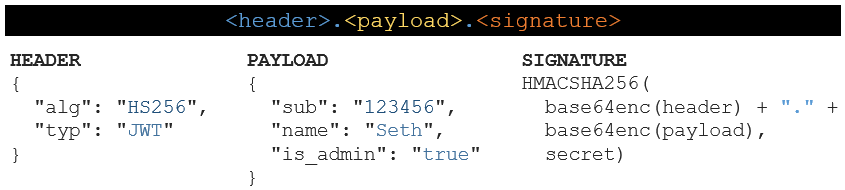 <header>.<payload>.<signature>
HEADER
{
  "alg": "HS256",
  "typ": "JWT"
}
PAYLOAD
{
  "sub": "123456",
  "name": "Seth",
  "is_admin": "true"
}
SIGNATURE
HMACSHA256(
  base64enc(header) + "." +
  base64enc(payload),
  secret)